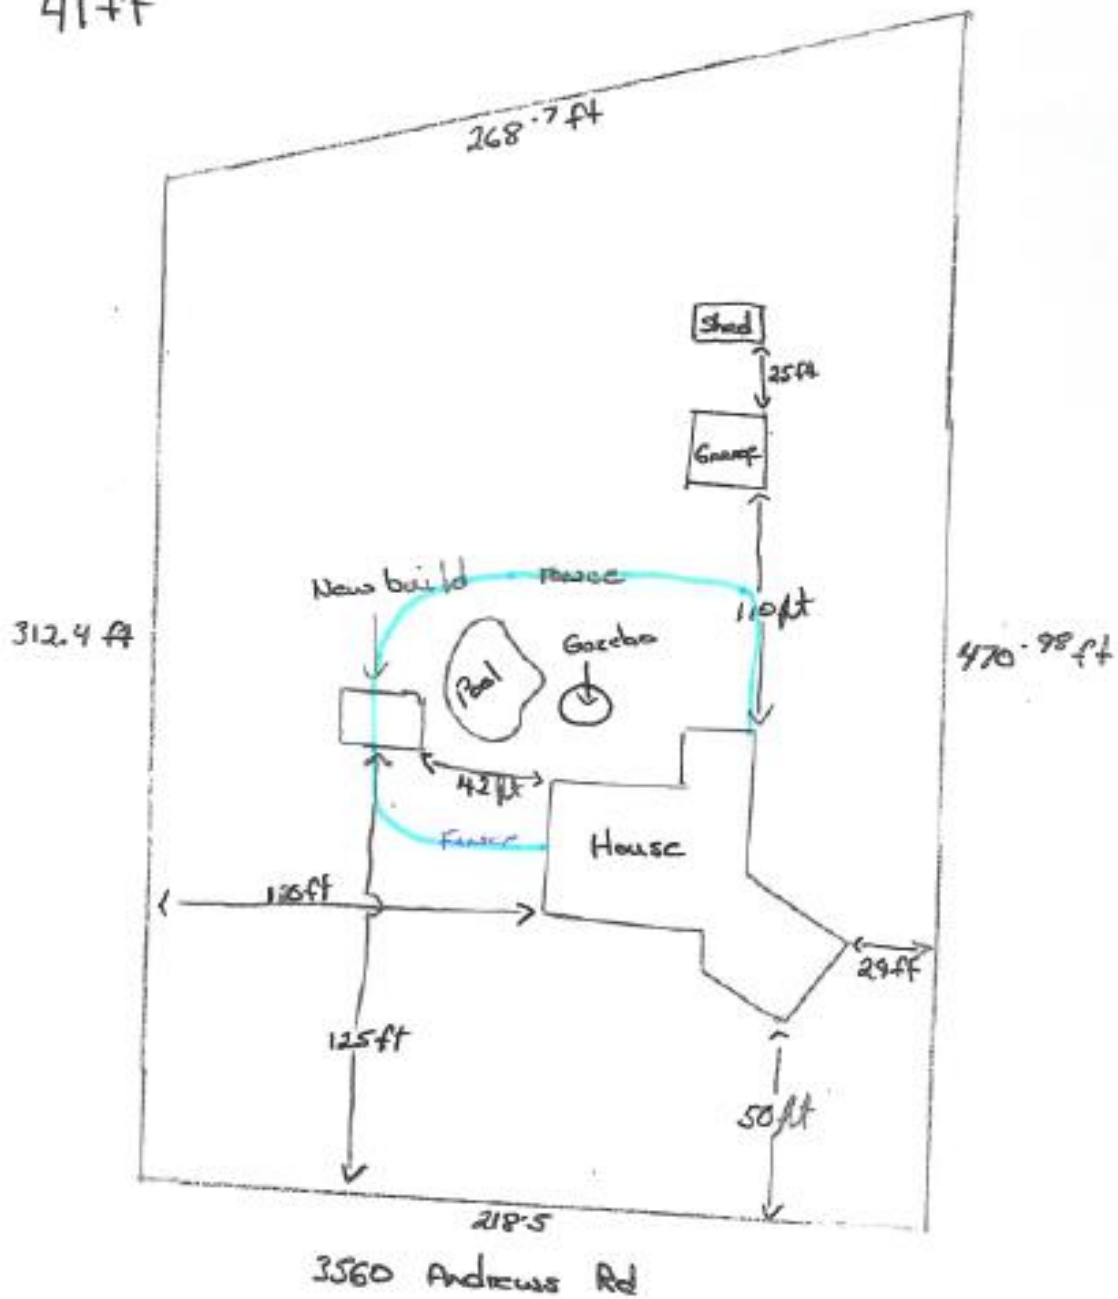 41ft
268.7 ft
Shed
25ft
Garage
New build
Fence
110ft
312.4 ft
Gazebo
Pool
470.98 ft
42ft
Fence
House
29ft
125ft
50ft
218.5
3560 Andrews Rd